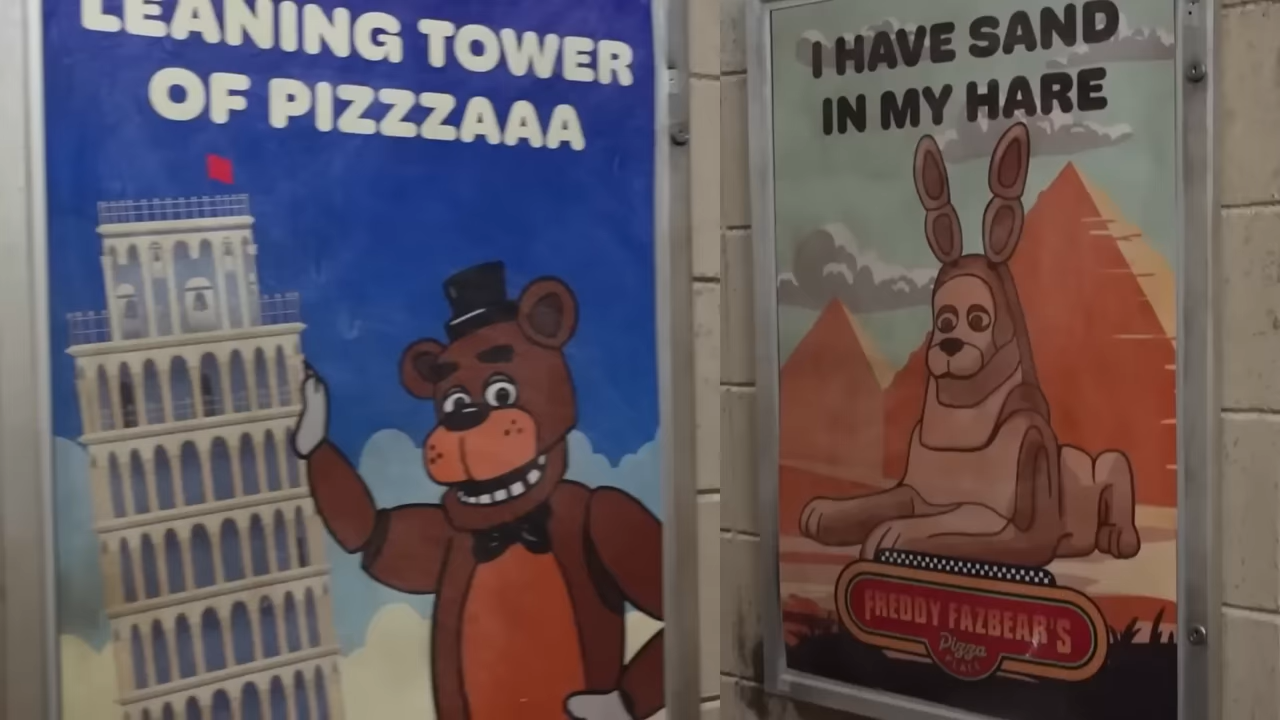 LEANING TOWER
OF PIZZZAAA
I HAVE SAND
IN MY HARE
FREDDY FAZBEAR'S
Pizza
PLACE